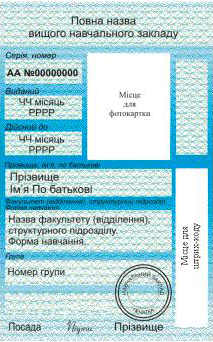 Повна назва
вищого навчального закладу
Серія, номер
АА №00000000
Виданий
ЧЧ місяць
РРРР
Дійсний до
ЧЧ місяць
РРРР
Місце
для
фотокартки
Прізвище, ім'я, по батькові
Прізвище
Ім я По батькові
Факультет (відділення), структурний підрозділ
Форма навчання
Назва факультету (відділення),
структурного підрозділу.
Форма навчання.
Група
Номер групи
Місце для
штрих-коду
Посада
Прізвище